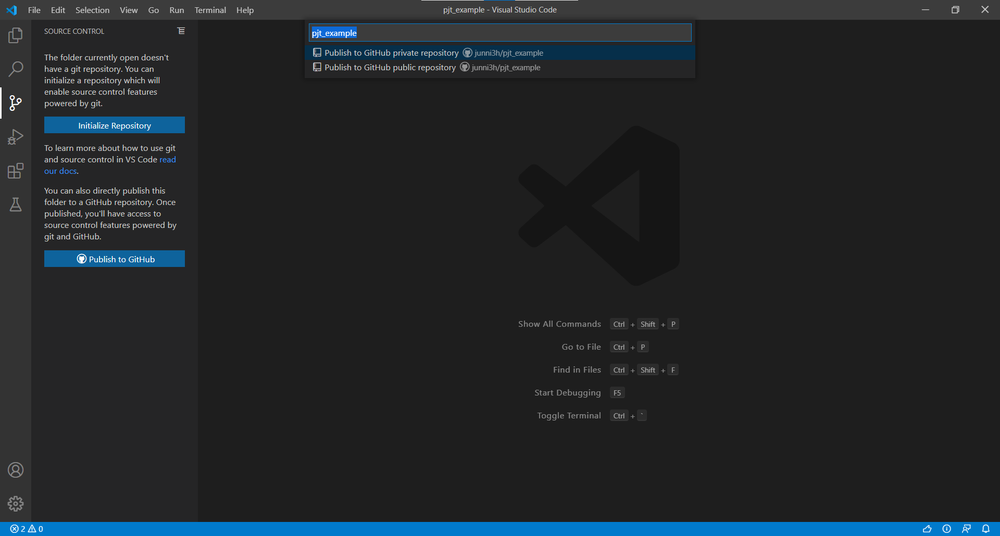 File Edit Selection View Go Run Terminal Help
pjt_example - Visual Studio Code
SOURCE CONTROL
pjt_example
Publish to GitHub private repository junni3h/pjt_example
Publish to GitHub public repository junni3h/pjt_example
The folder currently open doesn't
have a git repository. You can
initialize a repository which will
enable source control features
powered by git.
Initialize Repository
To learn more about how to use git
and source control in VS Code read
our docs.
You can also directly publish this
folder to a GitHub repository. Once
published, you'll have access to
source control features powered by
git and GitHub.
Publish to GitHub
Show All Commands Ctrl + Shift + P
Go to File Ctrl + P
Find in Files Ctrl + Shift + F
Start Debugging F5
Toggle Terminal Ctrl + `
2 0